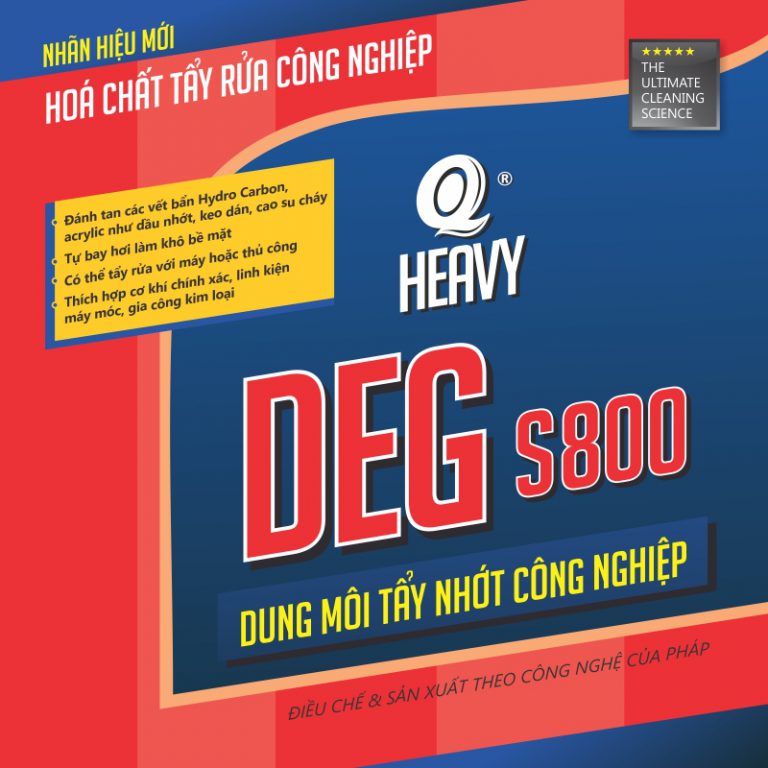 NHÃN HIỆU MỚI
HOÁ CHẤT TẨY RỬA CÔNG NGHIỆP
★★★★★
THE
ULTIMATE
CLEANING
SCIENCE
Đánh tan các vết bẩn Hydro Carbon,
acrylic như dầu nhớt, keo dán, cao su cháy
Tự bay hơi làm khô bề mặt
Có thể tẩy rửa với máy hoặc thủ công
Thích hợp cơ khí chính xác, linh kiện
máy móc, gia công kim loại
Q ®
HEAVY
DEG S800
DUNG MÔI TẨY NHỚT CÔNG NGHIỆP
ĐIỀU CHẾ & SẢN XUẤT THEO CÔNG NGHỆ CỦA PHÁP